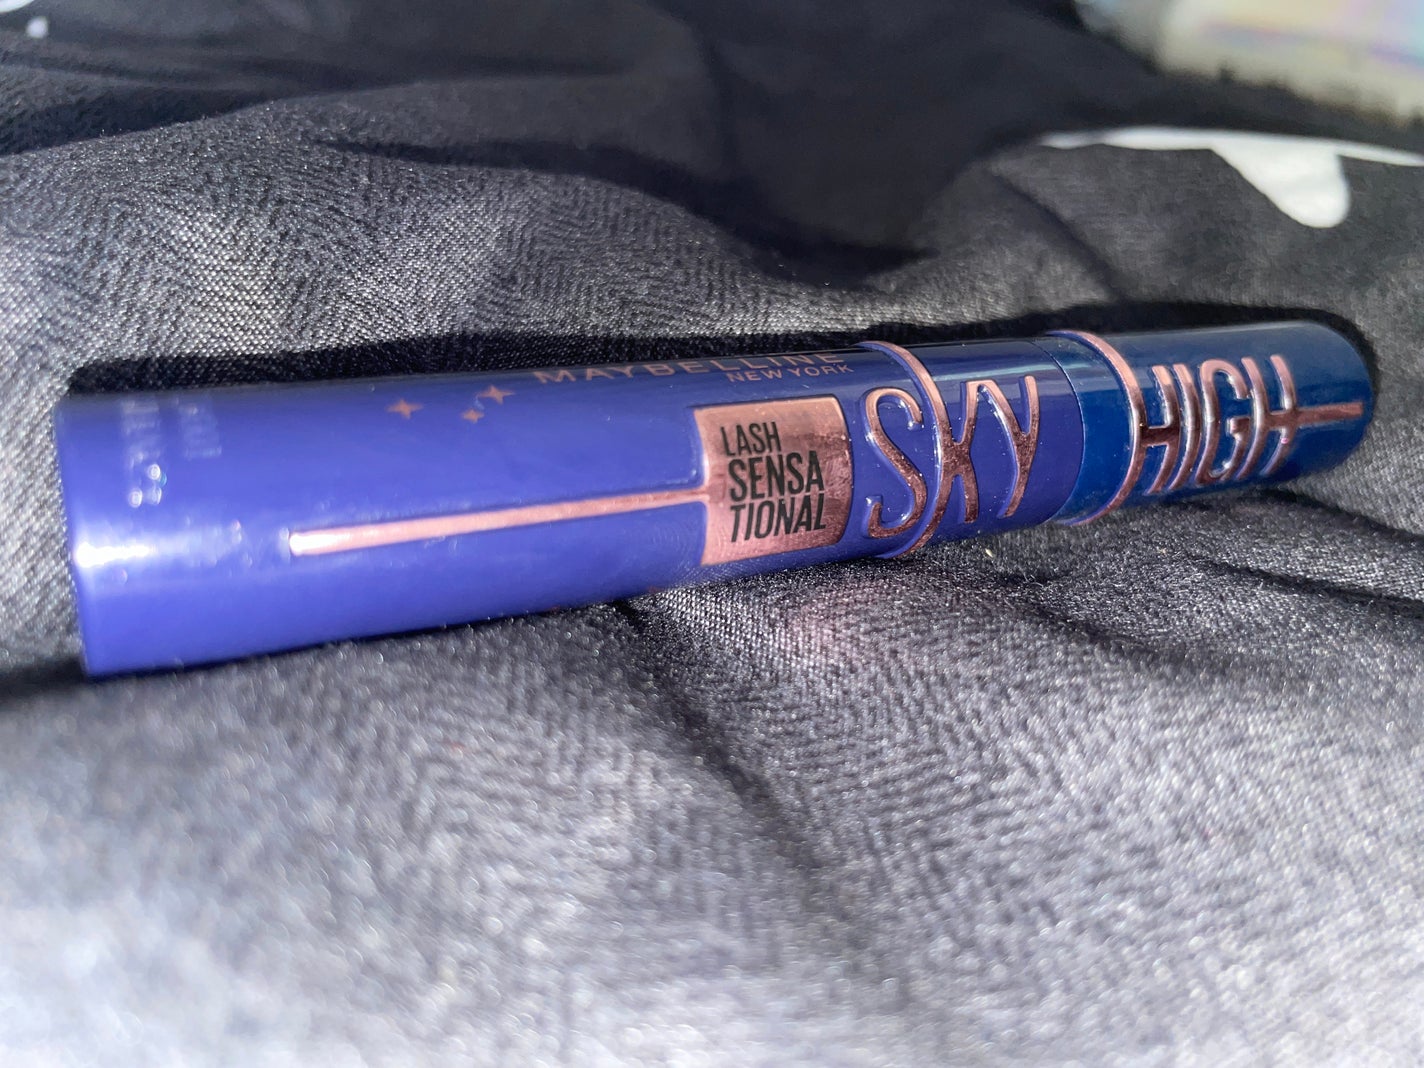 MAYBELLINE
NEW YORK
LASH
SENSA
TIONAL
SKY HIGH